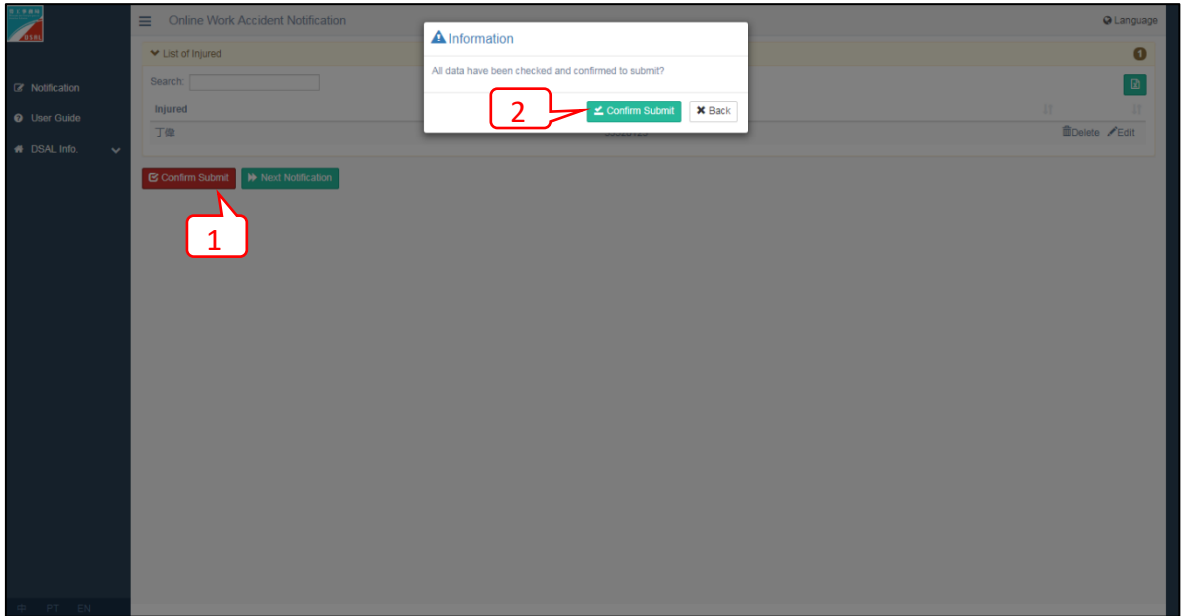 DSAL
Online Work Accident Notification
Language
Information
List of Injured
1
All data have been checked and confirmed to submit?
Search:
Notification
Injured
2
Confirm Submit
Back
User Guide
Delete
Edit
DSAL Info.
Confirm Submit
Next Notification
1
中 PT EN